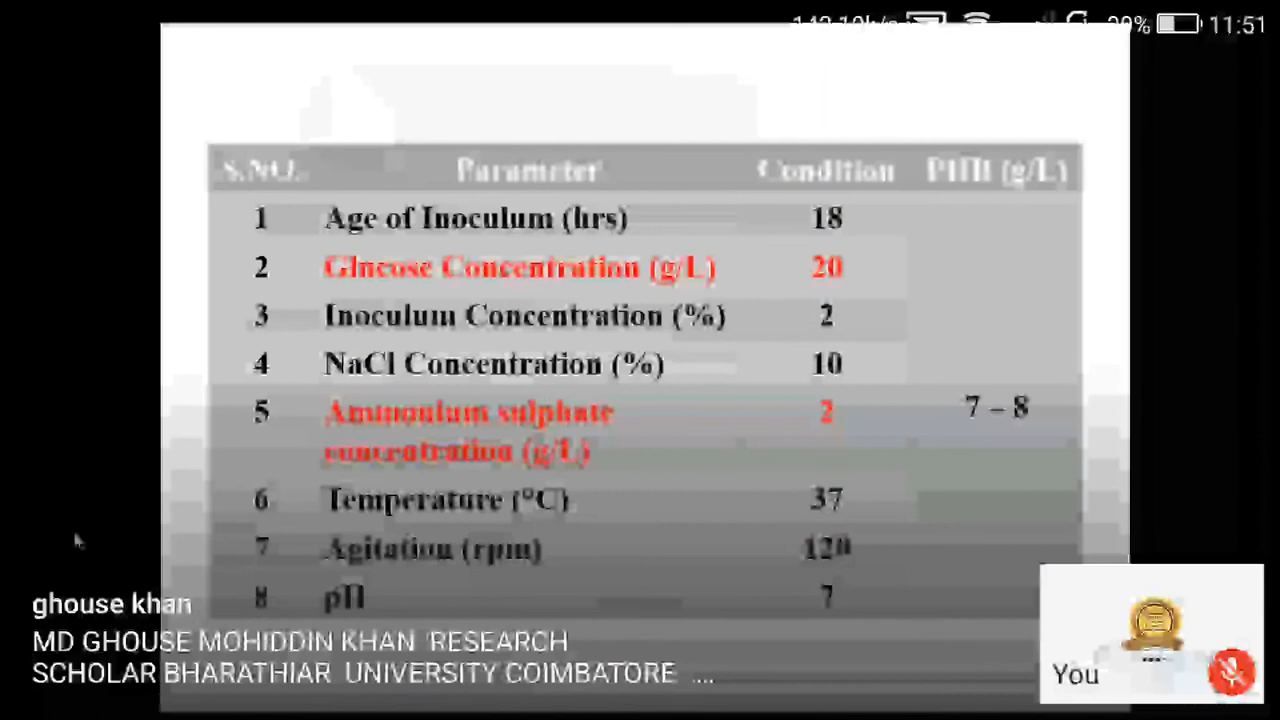 11:51
S.NO. Parameter Condition PHB (g/L)
1 Age of Inoculum (hrs) 18
2 Glucose Concentration (g/L) 20
3 Inoculum Concentration (%) 2
4 NaCl Concentration (%) 10
5 Ammonium sulphate 2 7 – 8
concentration (g/L)
6 Temperature (°C) 37
7 Agitation (rpm) 120
8 pH 7
ghouse khan
MD GHOUSE MOHIDDIN KHAN RESEARCH
SCHOLAR BHARATHIAR UNIVERSITY COIMBATORE ....
You